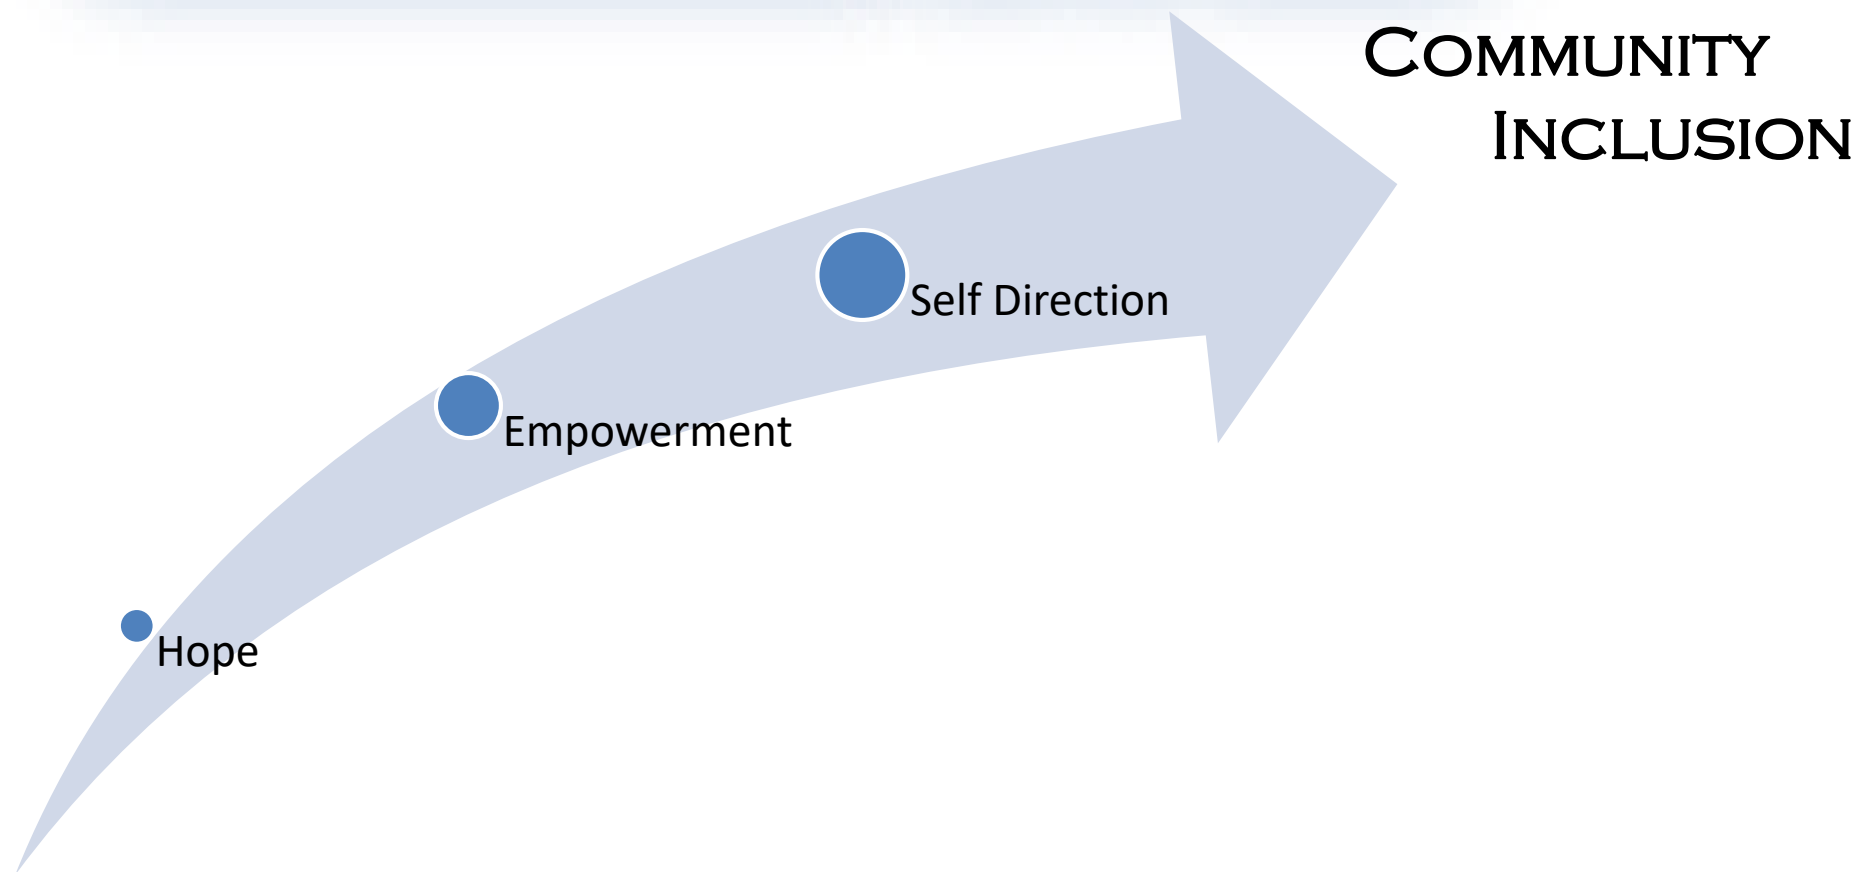 Community
Inclusion
Self Direction
Empowerment
Hope